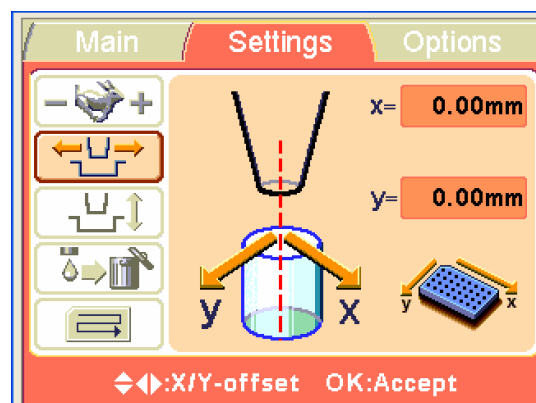 Main Settings Options
- +
x= 0.00mm
y= 0.00mm
y x
y x
:X/Y-offset OK:Accept